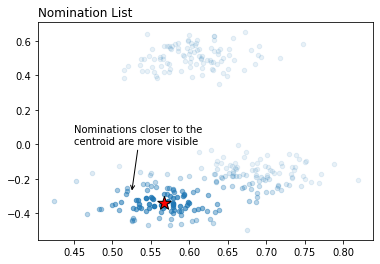 Nomination List
0.6
0.4
0.2
0.0
−0.2
−0.4
Nominations closer to the
centroid are more visible
0.45 0.50 0.55 0.60 0.65 0.70 0.75 0.80